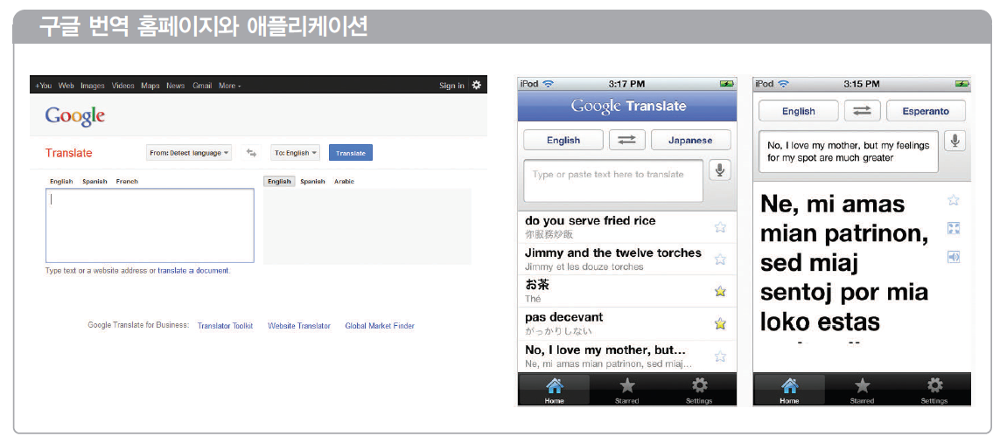 구글 번역 홈페이지와 애플리케이션
+You Web Images Videos Maps News Gmail More
Sign in
Google
Translate
From: Detect language
To: English
Translate
English Spanish French
English Spanish Arabic
Type text or a website address or translate a document.
Google Translate for Business: Translator Toolkit Website Translator Global Market Finder
iPod 3:17 PM
Google Translate
English Japanese
Type or paste text here to translate
do you serve fried rice
你服務炒飯
Jimmy and the twelve torches
Jimmy et les douze torches
お茶
Thé
pas decevant
がっかりしない
No, I love my mother, but...
Ne, mi amas mian patrinon, sed miaj...
Home Starred Settings
iPod 3:15 PM
English Esperanto
No, I love my mother, but my feelings
for my spot are much greater
Ne, mi amas
mian patrinon,
sed miaj
sentoj por mia
loko estas
Home Starred Settings